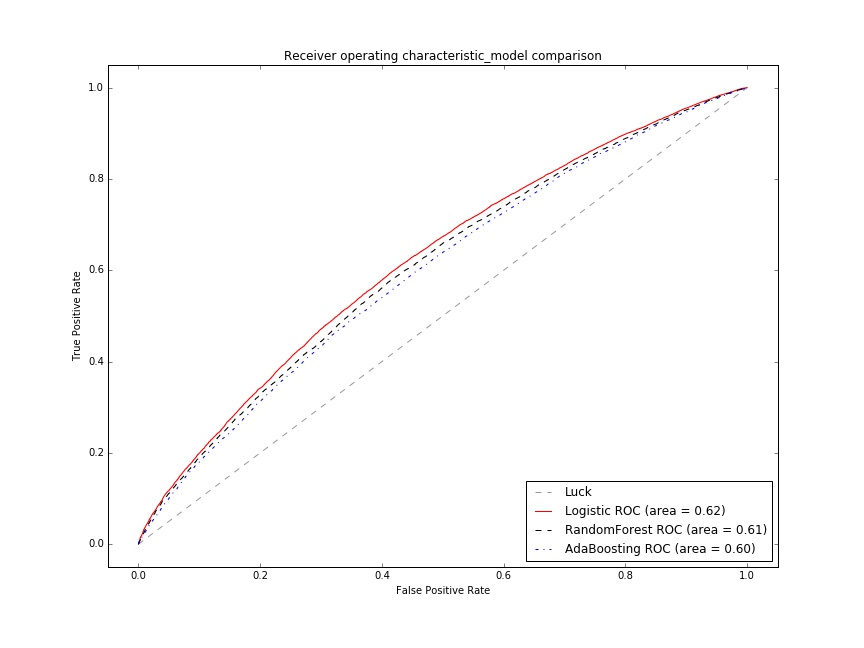 Receiver operating characteristic_model comparison
True Positive Rate
1.0
0.8
0.6
0.4
0.2
0.0
Luck
Logistic ROC (area = 0.62)
RandomForest ROC (area = 0.61)
AdaBoosting ROC (area = 0.60)
0.0 0.2 0.4 0.6 0.8 1.0
False Positive Rate